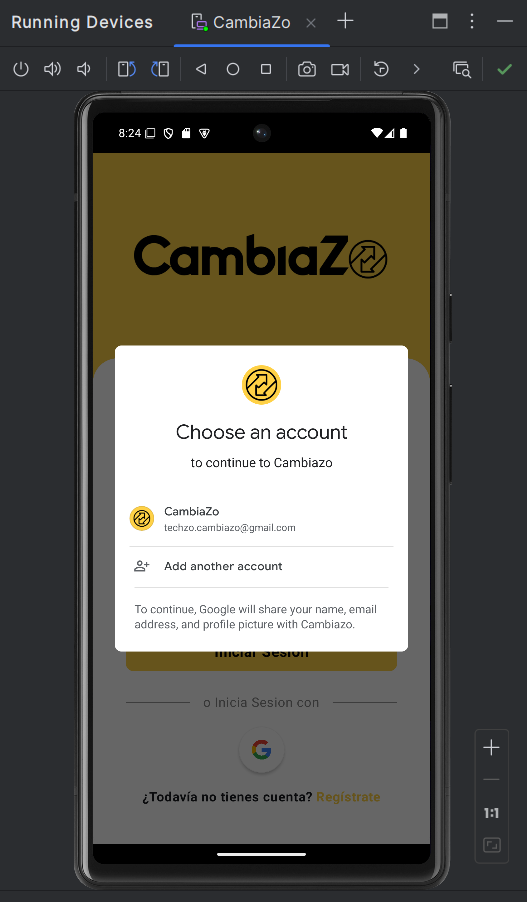 Running Devices
CambiaZo
8:24
CambiaZo
Choose an account
to continue to Cambiazo
CambiaZo
techzo.cambiazo@gmail.com
Add another account
To continue, Google will share your name, email
address, and profile picture with Cambiazo.
Iniciar Sesion
o Inicia Sesion con
G
¿Todavía no tienes cuenta? Regístrate
1:1